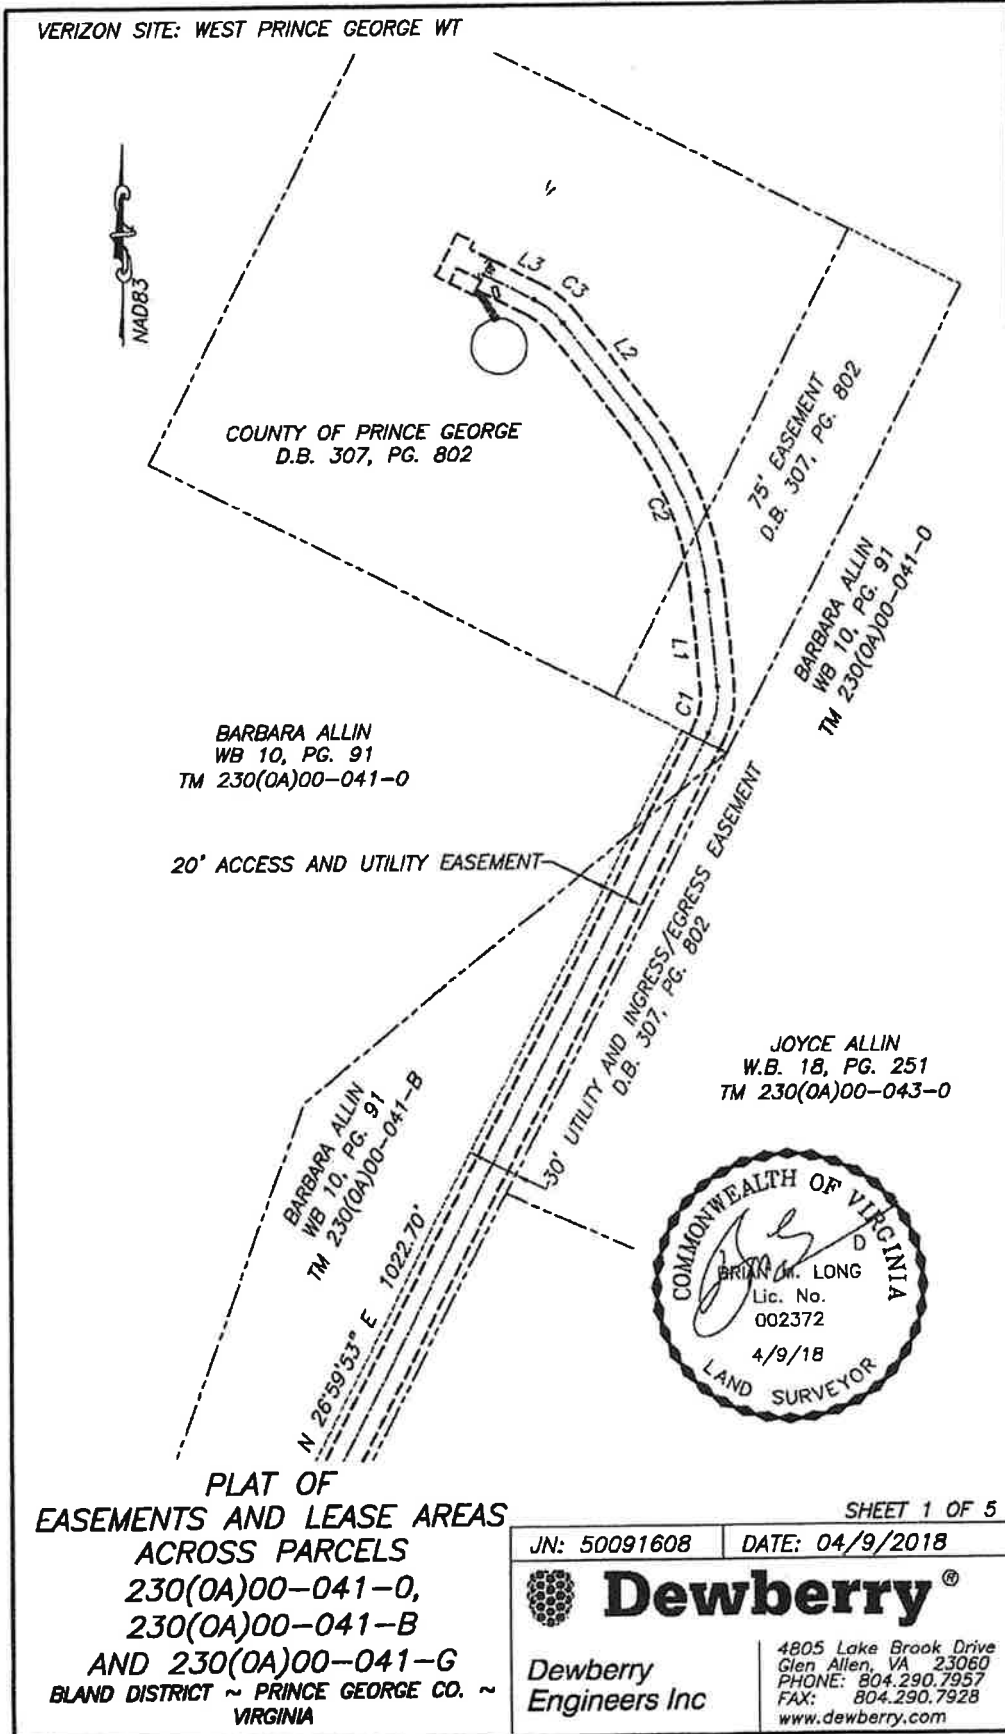 VERIZON SITE: WEST PRINCE GEORGE WT
NAD83
L3
C3
L2
COUNTY OF PRINCE GEORGE
D.B. 307, PG. 802
75' EASEMENT
D.B. 307, PG. 802
C2
BARBARA ALLIN
WB 10, PG. 91
TM 230(0A)00-041-0
L1
C1
BARBARA ALLIN
WB 10, PG. 91
TM 230(0A)00-041-0
20' ACCESS AND UTILITY EASEMENT
30' UTILITY AND INGRESS/EGRESS EASEMENT
D.B. 307, PG. 802
JOYCE ALLIN
W.B. 18, PG. 251
TM 230(0A)00-043-0
BARBARA ALLIN
WB 10, PG. 91
TM 230(0A)00-041-B
N 26°59'53" E 1022.70'
COMMONWEALTH OF VIRGINIA
D
BRIAN M. LONG
Lic. No.
002372
4/9/18
LAND SURVEYOR
PLAT OF
EASEMENTS AND LEASE AREAS
ACROSS PARCELS
230(0A)00-041-0,
230(0A)00-041-B
AND 230(0A)00-041-G
BLAND DISTRICT ~ PRINCE GEORGE CO. ~
VIRGINIA
SHEET 1 OF 5
JN: 50091608
DATE: 04/9/2018
Dewberry®
Dewberry
Engineers Inc
4805 Lake Brook Drive
Glen Allen, VA 23060
PHONE: 804.290.7957
FAX: 804.290.7928
www.dewberry.com